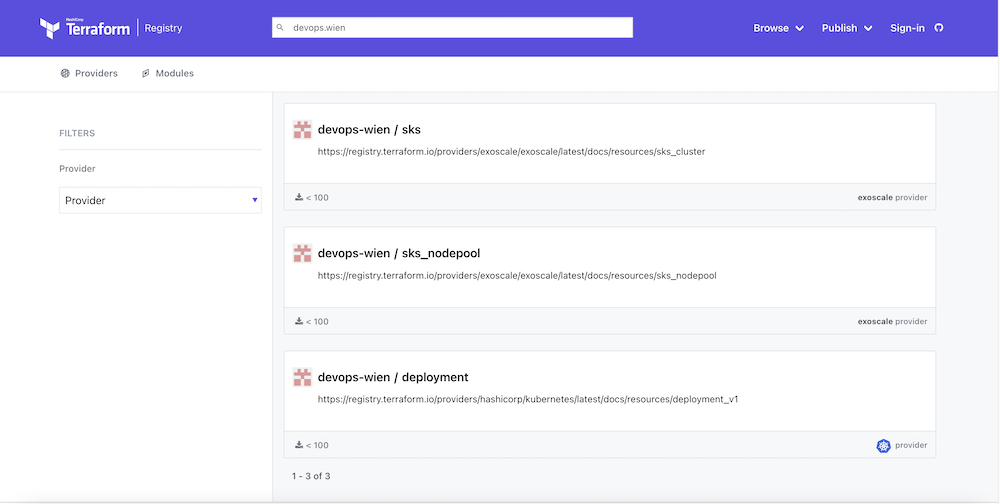 HashiCorp
Terraform
Registry
devops.wien
Browse
Publish
Sign-in
Providers
Modules
FILTERS
Provider
Provider
devops-wien / sks
https://registry.terraform.io/providers/exoscale/exoscale/latest/docs/resources/sks_cluster
< 100
exoscale provider
devops-wien / sks_nodepool
https://registry.terraform.io/providers/exoscale/exoscale/latest/docs/resources/sks_nodepool
< 100
exoscale provider
devops-wien / deployment
https://registry.terraform.io/providers/hashicorp/kubernetes/latest/docs/resources/deployment_v1
< 100
provider
1 - 3 of 3